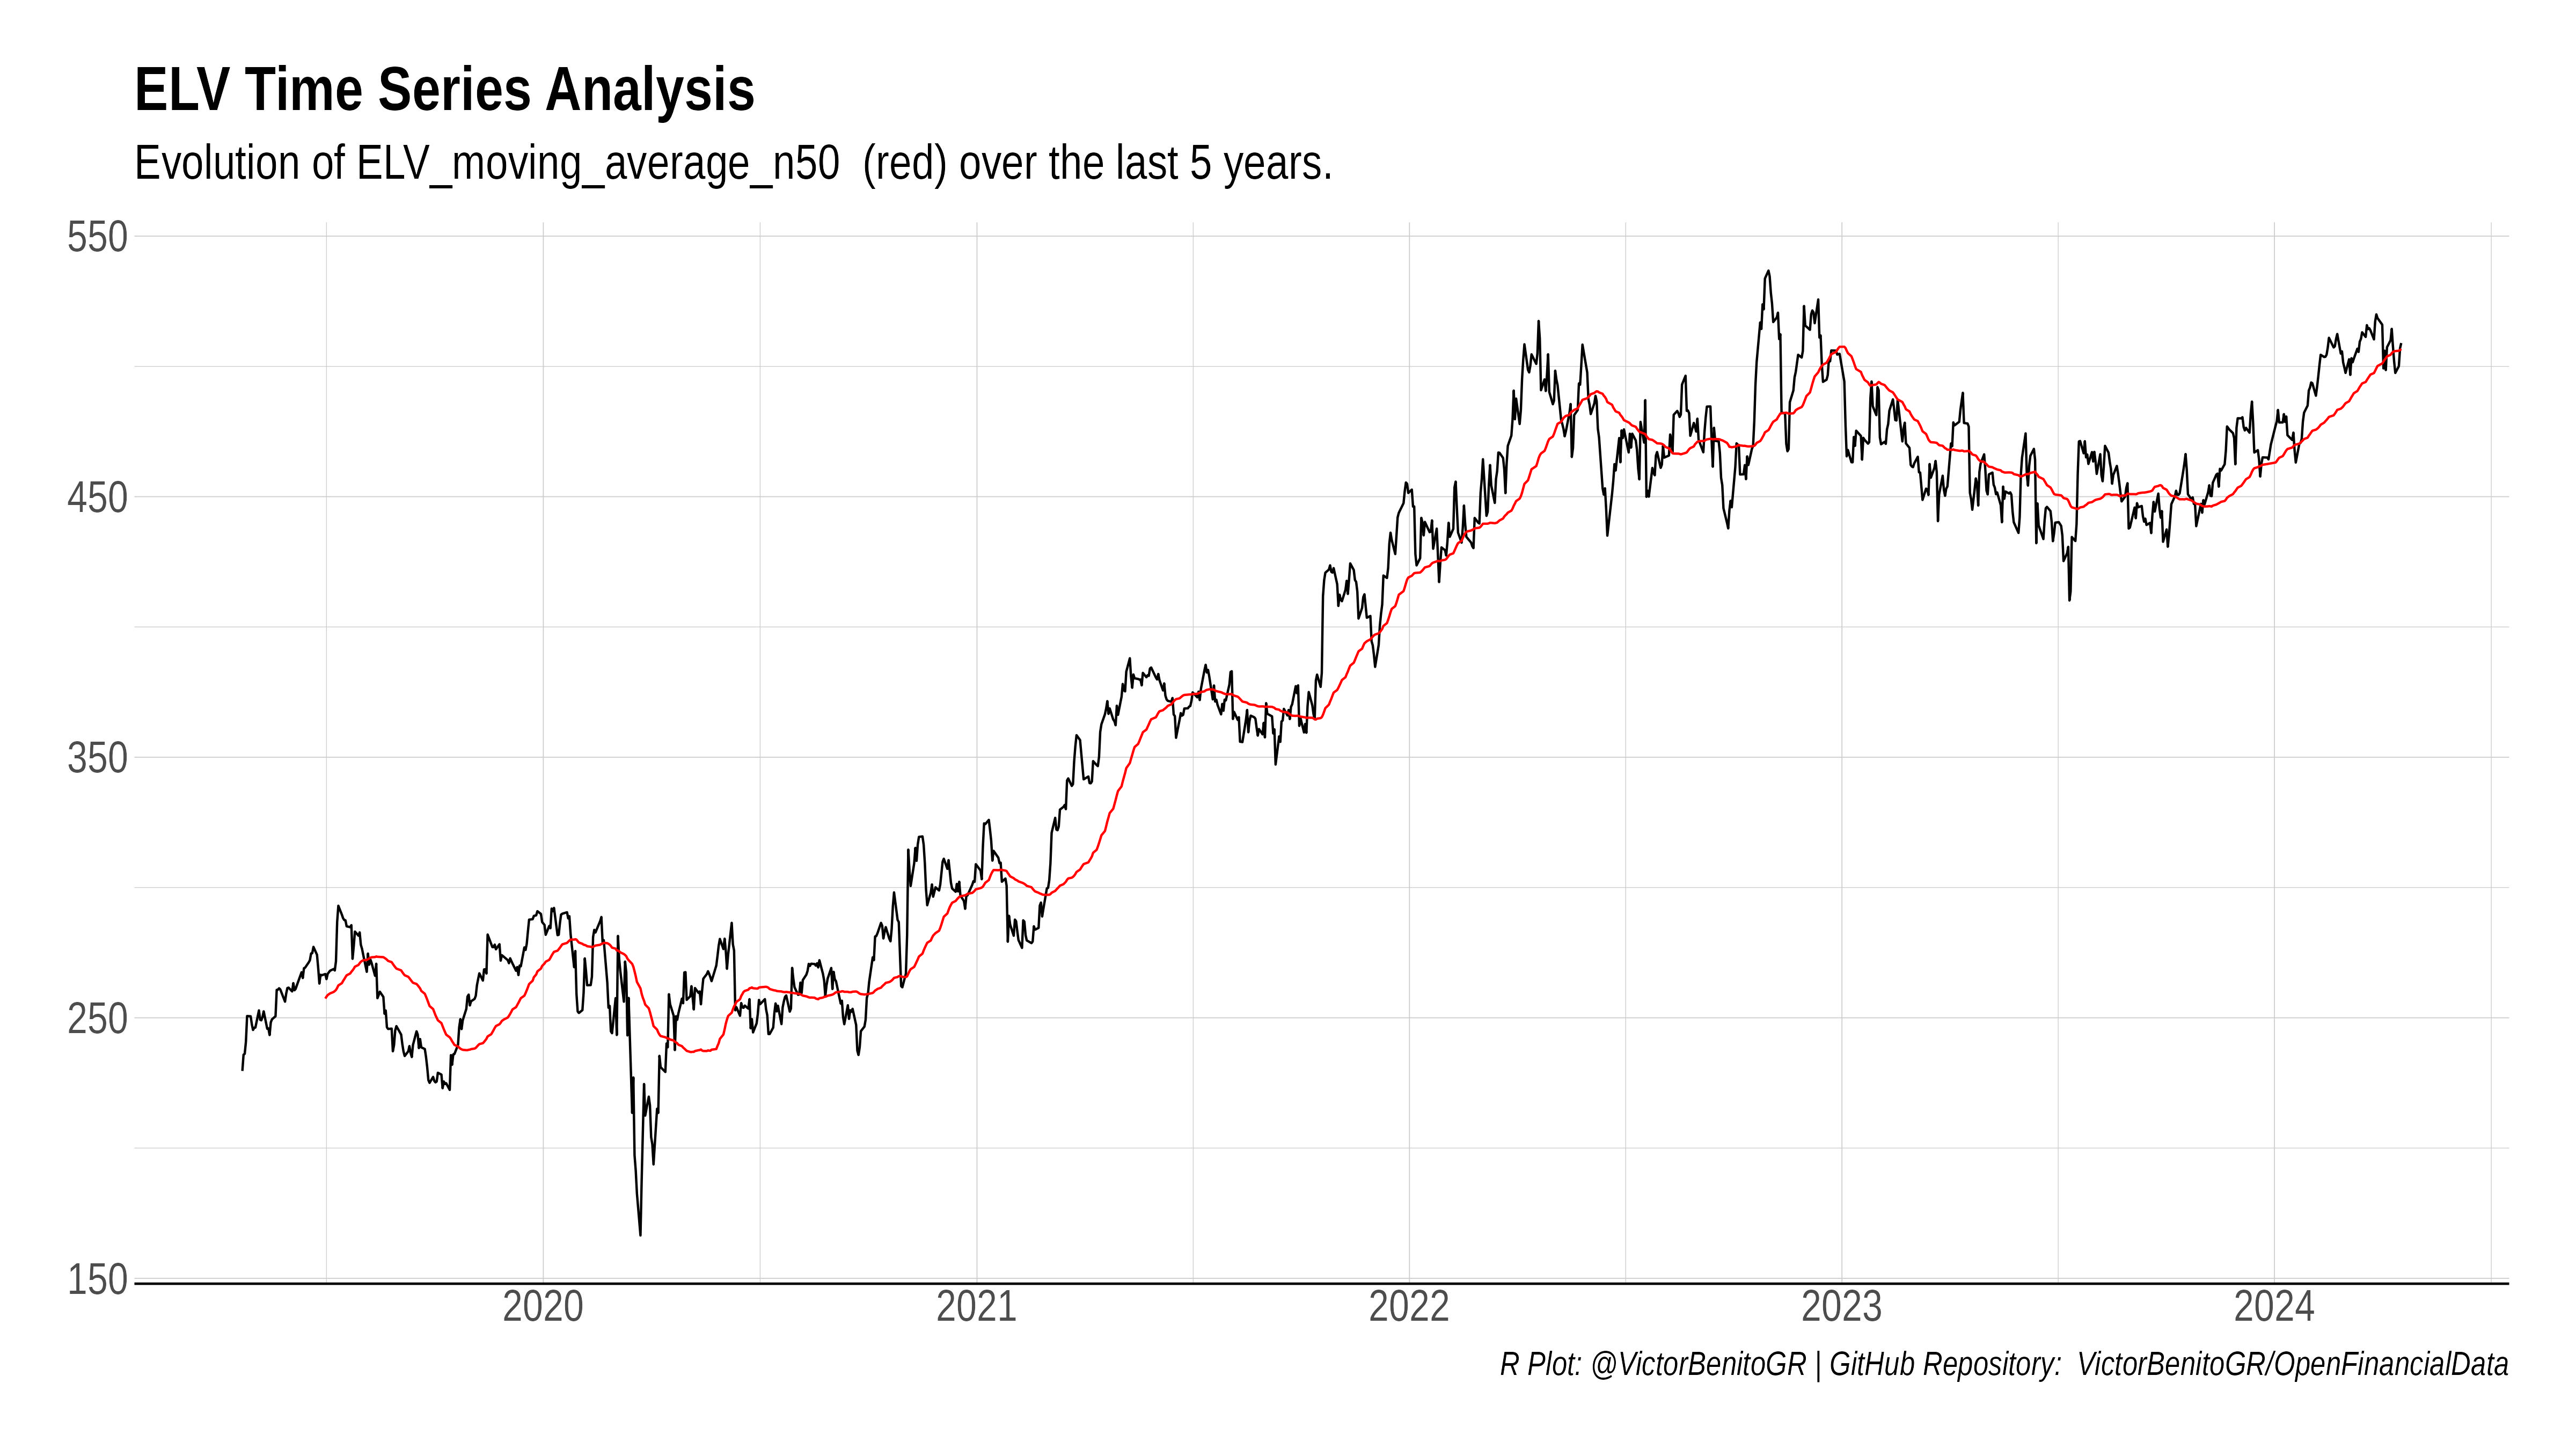 ELV Time Series Analysis
Evolution of ELV_moving_average_n50  (red) over the last 5 years.
550
450
350
250
150
2020 2021 2022 2023 2024
R Plot: @VictorBenitoGR | GitHub Repository:  VictorBenitoGR/OpenFinancialData